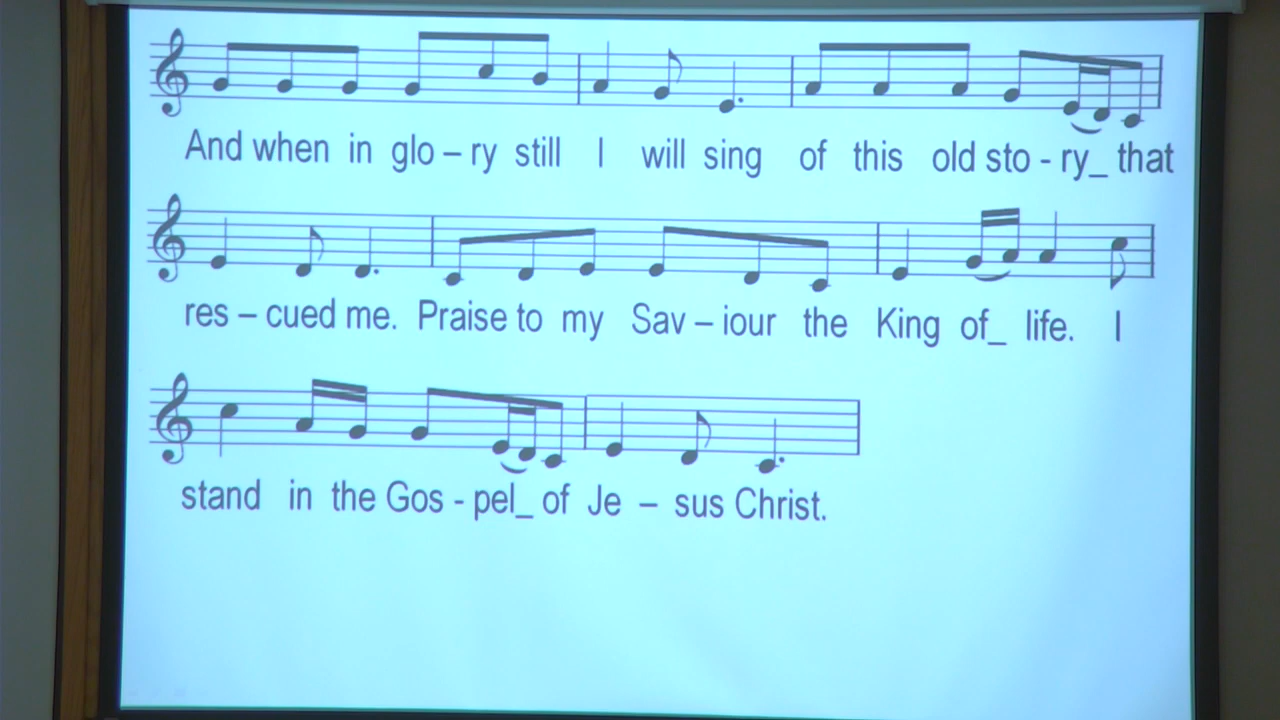 And when in glo – ry still I will sing of this old sto - ry_ that
res – cued me. Praise to my Sav – iour the King of_ life. I
stand in the Gos - pel_ of Je – sus Christ.